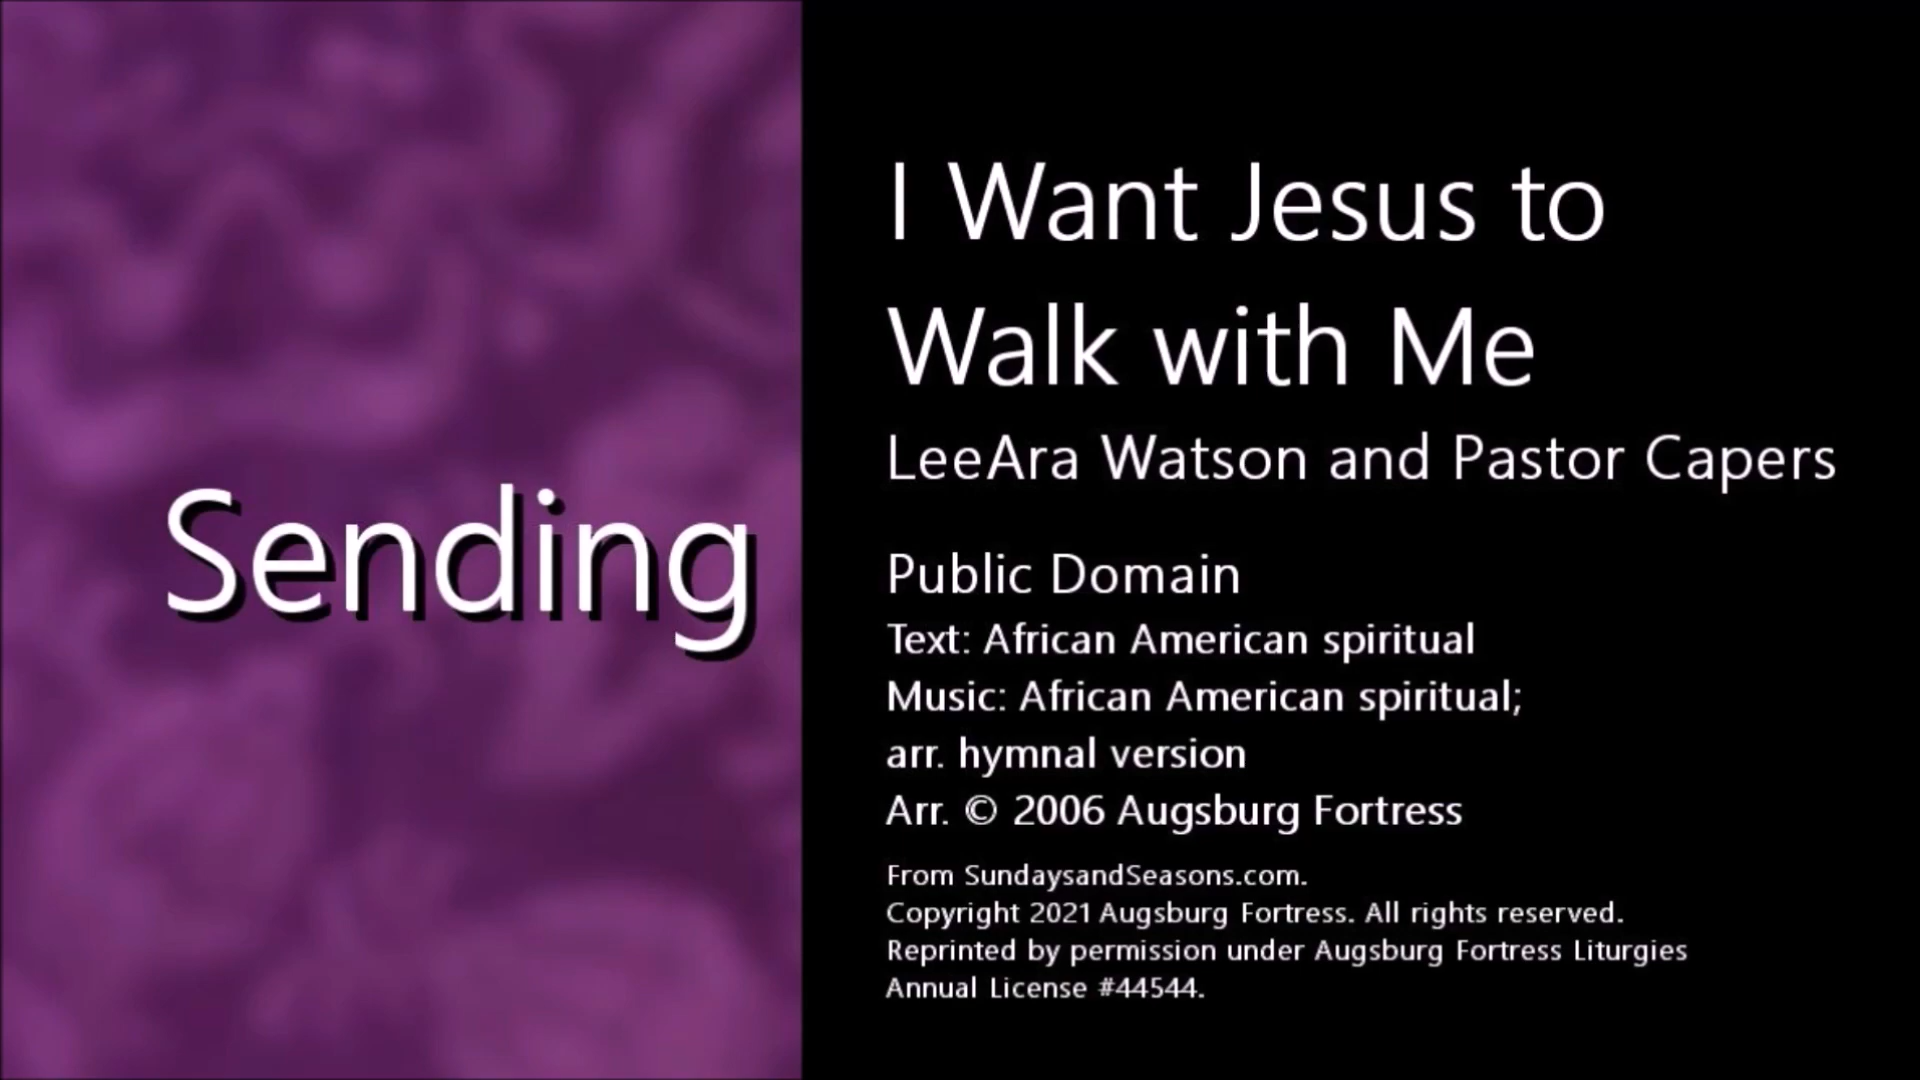 Sending
I Want Jesus to
Walk with Me
LeeAra Watson and Pastor Capers
Public Domain
Text: African American spiritual
Music: African American spiritual;
arr. hymnal version
Arr. © 2006 Augsburg Fortress
From SundaysandSeasons.com.
Copyright 2021 Augsburg Fortress. All rights reserved.
Reprinted by permission under Augsburg Fortress Liturgies
Annual License #44544.